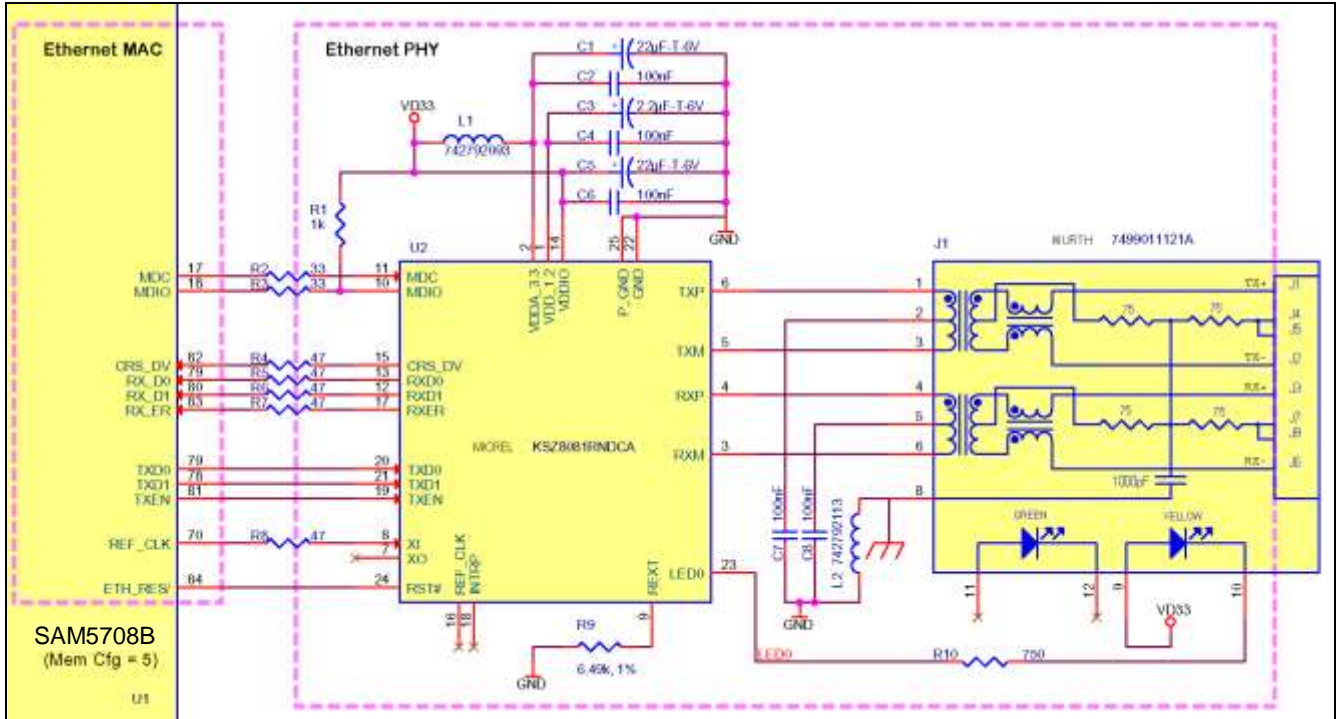 Ethernet MAC
Ethernet PHY
C1 + 22µF-T-6V
C2 100nF
C3 + 2.2µF-T-6V
C4 100nF
C5 + 22µF-T-6V
C6 100nF
VD33
L1
742792093
R1
1k
U2
2
1
14
25
22
GND
J1 WURTH 7499011121A
MDC 17 R2 33 11 MDC
MDIO 18 R3 33 10 MDIO
VDDA_3.3
VDD_1.2
VDDIO
P_GND
GND
TXP 6 1 TX+ J1
2 75 75 J4
J5
TXM 5 3 TX- J2
CRS_DV 82 R4 47 15 CRS_DV
RX_D0 79 R5 47 13 RXD0
RX_D1 80 R6 47 12 RXD1
RX_ER 83 R7 47 17 RXER
RXP 4 4 RX+ J3
5 75 75 J7
J8
RXM 3 6 RX- J6
MICREL KSZ8081RNDCA
TXD0 79 20 TXD0
TXD1 78 21 TXD1
TXEN 81 19 TXEN
8 1000pF
REF_CLK 70 R8 47 8 XI
7 XO
ETH_RES/ 64 24 RST#
REF_CLK
INTRP
REXT
LED0 23
C7 100nF
C8 100nF
L2 742792113
GREEN
YELLOW
11
12
9
10
16
18
9
GND
VD33
R9
6.49k, 1%
GND
LED0 R10 750
SAM5708B
(Mem Cfg = 5)
U1